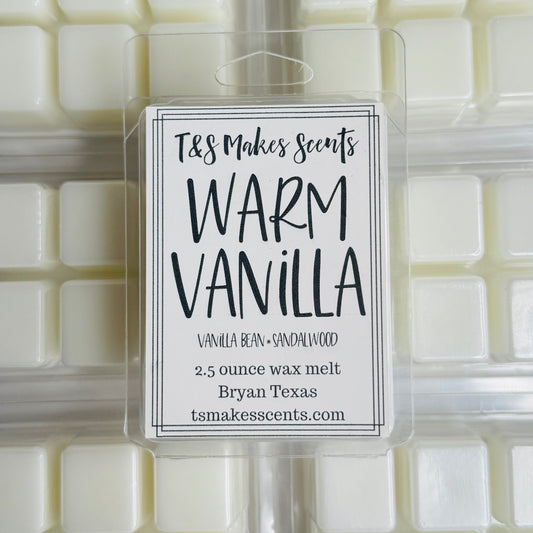 T&S Makes Scents
WARM
VANiLLA
VANiLLA BEAN * SANDALWOOD
2.5 ounce wax melt
Bryan Texas
tsmakesscents.com